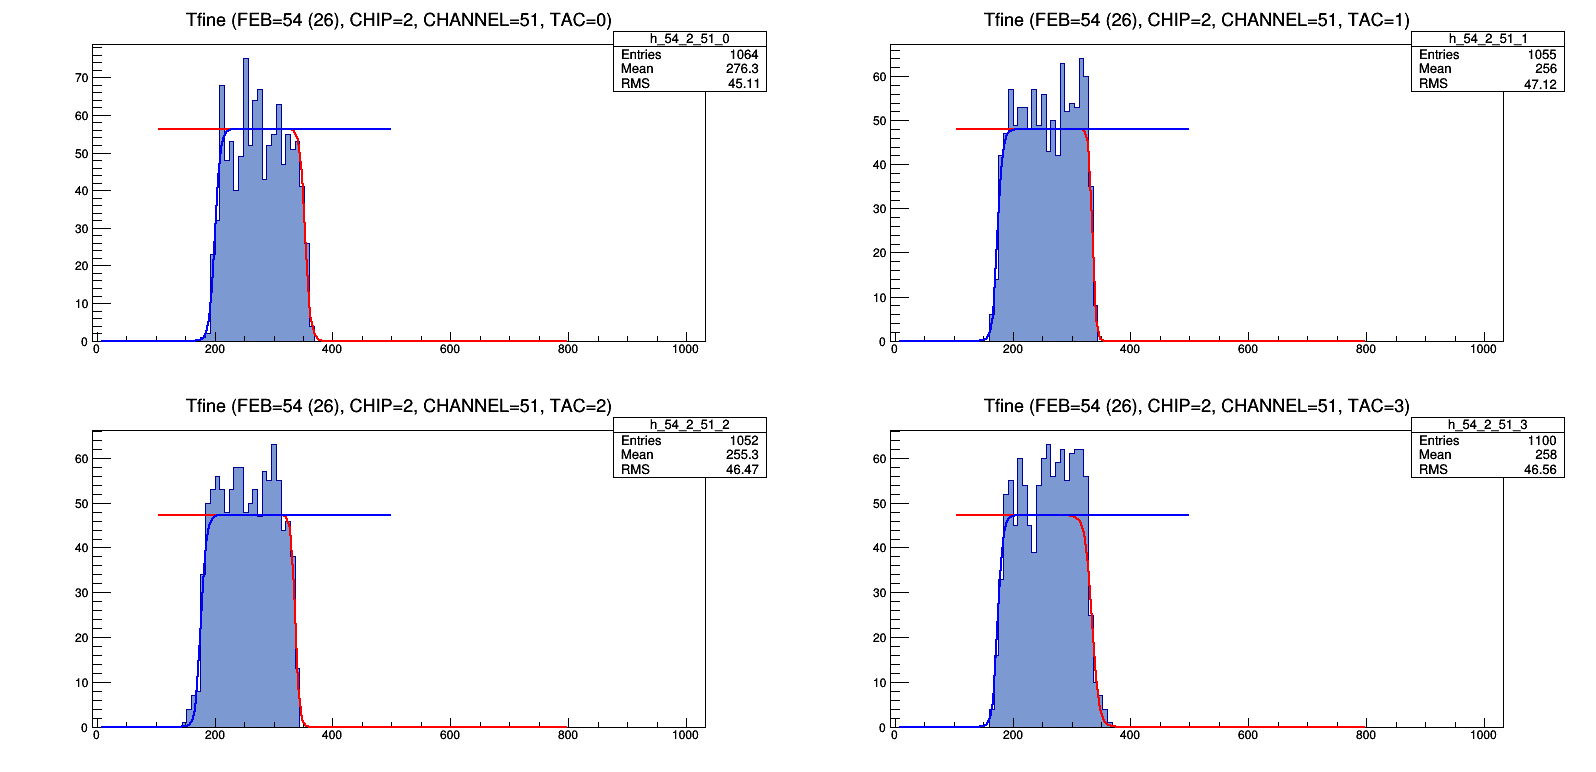 Tfine (FEB=54 (26), CHIP=2, CHANNEL=51, TAC=0)
h_54_2_51_0
Entries 1064
Mean 276.3
RMS 45.11
70
60
50
40
30
20
10
0
0 200 400 600 800 1000
Tfine (FEB=54 (26), CHIP=2, CHANNEL=51, TAC=1)
h_54_2_51_1
Entries 1055
Mean 256
RMS 47.12
60
50
40
30
20
10
0
0 200 400 600 800 1000
Tfine (FEB=54 (26), CHIP=2, CHANNEL=51, TAC=2)
h_54_2_51_2
Entries 1052
Mean 255.3
RMS 46.47
60
50
40
30
20
10
0
0 200 400 600 800 1000
Tfine (FEB=54 (26), CHIP=2, CHANNEL=51, TAC=3)
h_54_2_51_3
Entries 1100
Mean 258
RMS 46.56
60
50
40
30
20
10
0
0 200 400 600 800 1000